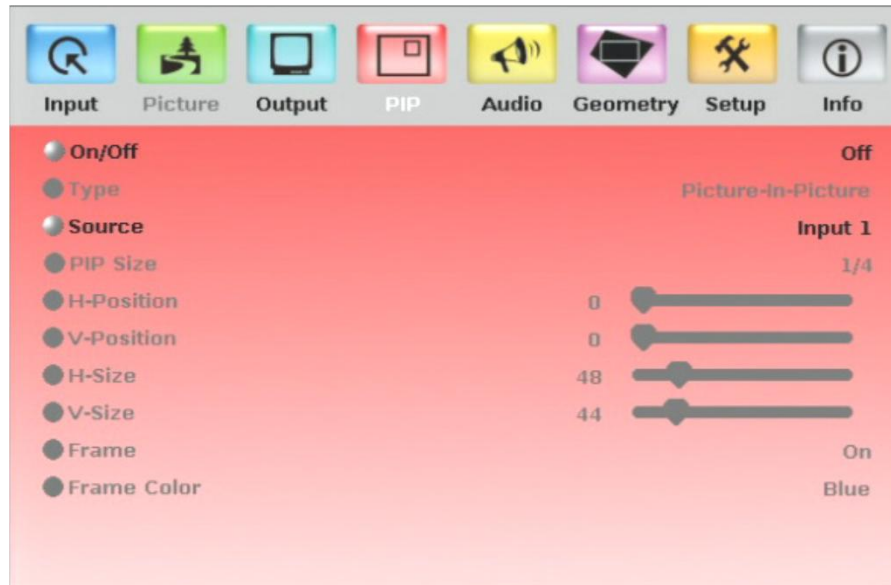 Input Picture Output PIP Audio Geometry Setup Info
On/Off Off
Type Picture-In-Picture
Source Input 1
PIP Size 1/4
H-Position 0
V-Position 0
H-Size 48
V-Size 44
Frame On
Frame Color Blue